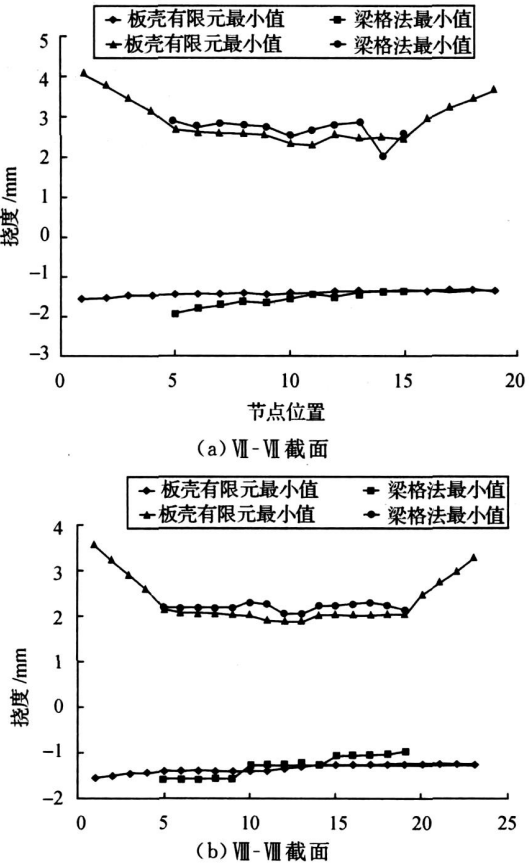 板壳有限元最小值 梁格法最小值
板壳有限元最小值 梁格法最小值
5
4
3
2
1
0
-1
-2
-3
挠度/mm
0 5 10 15 20
节点位置
(a)Ⅶ-Ⅶ截面
板壳有限元最小值 梁格法最小值
板壳有限元最小值 梁格法最小值
4
3
2
1
0
-1
-2
挠度/mm
0 5 10 15 20 25
(b)Ⅷ-Ⅷ截面